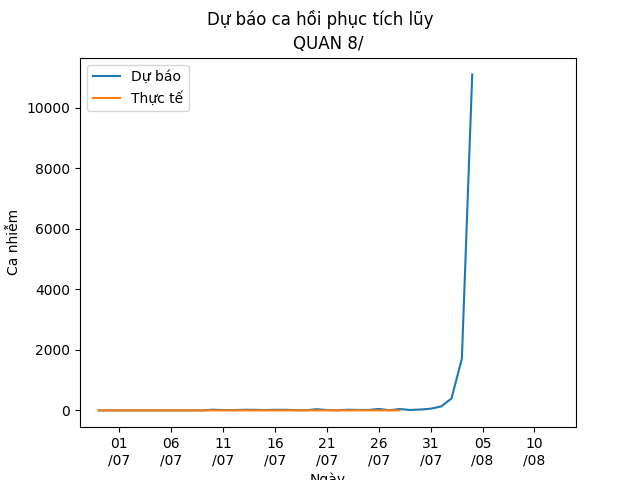 Dự báo ca hồi phục tích lũy
QUAN 8/
Dự báo
Thực tế
Ca nhiễm
10000
8000
6000
4000
2000
0
01 06 11 16 21 26 31 05 10
/07 /07 /07 /07 /07 /07 /07 /08 /08
Ngày